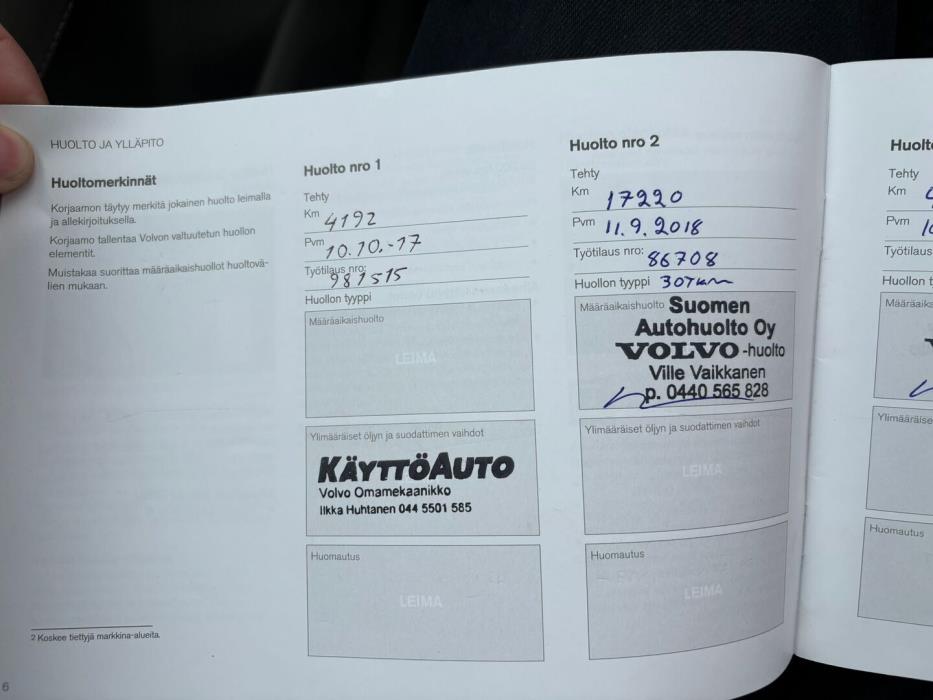 HUOLTO JA YLLÄPITO
Huoltomerkinnät
Korjaamon täytyy merkitä jokainen huolto leimalla
ja allekirjoituksella.
Korjaamo tallentaa Volvon valtuutetun huollon
elementit.
Muistakaa suorittaa määräaikaishuollot huoltovä-
lien mukaan.
2 Koskee tiettyjä markkina-alueita.
6
Huolto nro 1
Tehty
Km 4192
Pvm 10.10.-17
Työtilaus nro: 981515
Huollon tyyppi
Määräaikaishuolto
LEIMA
Ylimääräiset öljyn ja suodattimen vaihdot
KÄYTTÖAUTO
Volvo Omamekaanikko
Ilkka Huhtanen 044 5501 585
Huomautus
LEIMA
Huolto nro 2
Tehty
Km 17220
Pvm 11.9.2018
Työtilaus nro: 86708
Huollon tyyppi 30Tkm
Määräaikaishuolto Suomen
Autohuolto Oy
VOLVO -huolto
Ville Vaikkanen
p. 0440 565 828
Ylimääräiset öljyn ja suodattimen vaihdot
LEIMA
Huomautus
LEIMA
Huolto
Tehty
Km
Pvm
Työtilaus
Huollon t
Määräaika
Ylimääräise
Huomautus